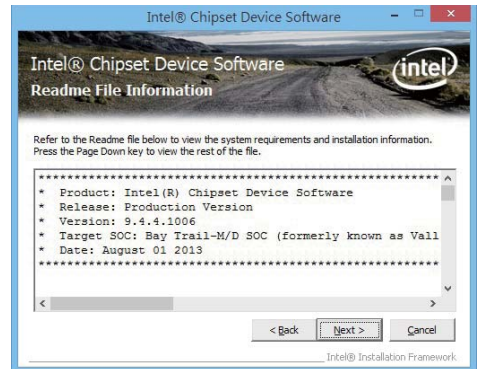 Intel® Chipset Device Software
Intel® Chipset Device Software
intel
Readme File Information
Refer to the Readme file below to view the system requirements and installation information.
Press the Page Down key to view the rest of the file.
************************************************************
* Product: Intel(R) Chipset Device Software
* Release: Production Version
* Version: 9.4.4.1006
* Target SOC: Bay Trail-M/D SOC (formerly known as Vall
* Date: August 01 2013
************************************************************
< Back Next > Cancel
Intel® Installation Framework